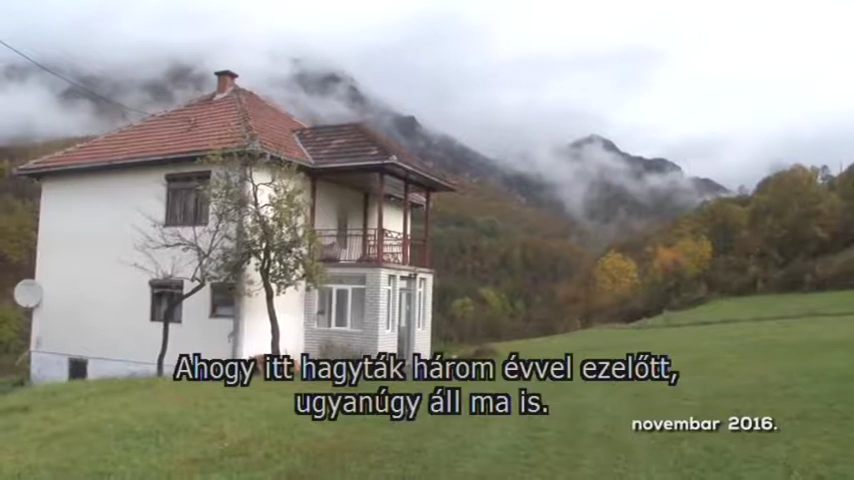 Ahogy itt hagyták három évvel ezelőtt,
ugyanúgy áll ma is.
novembar 2016.